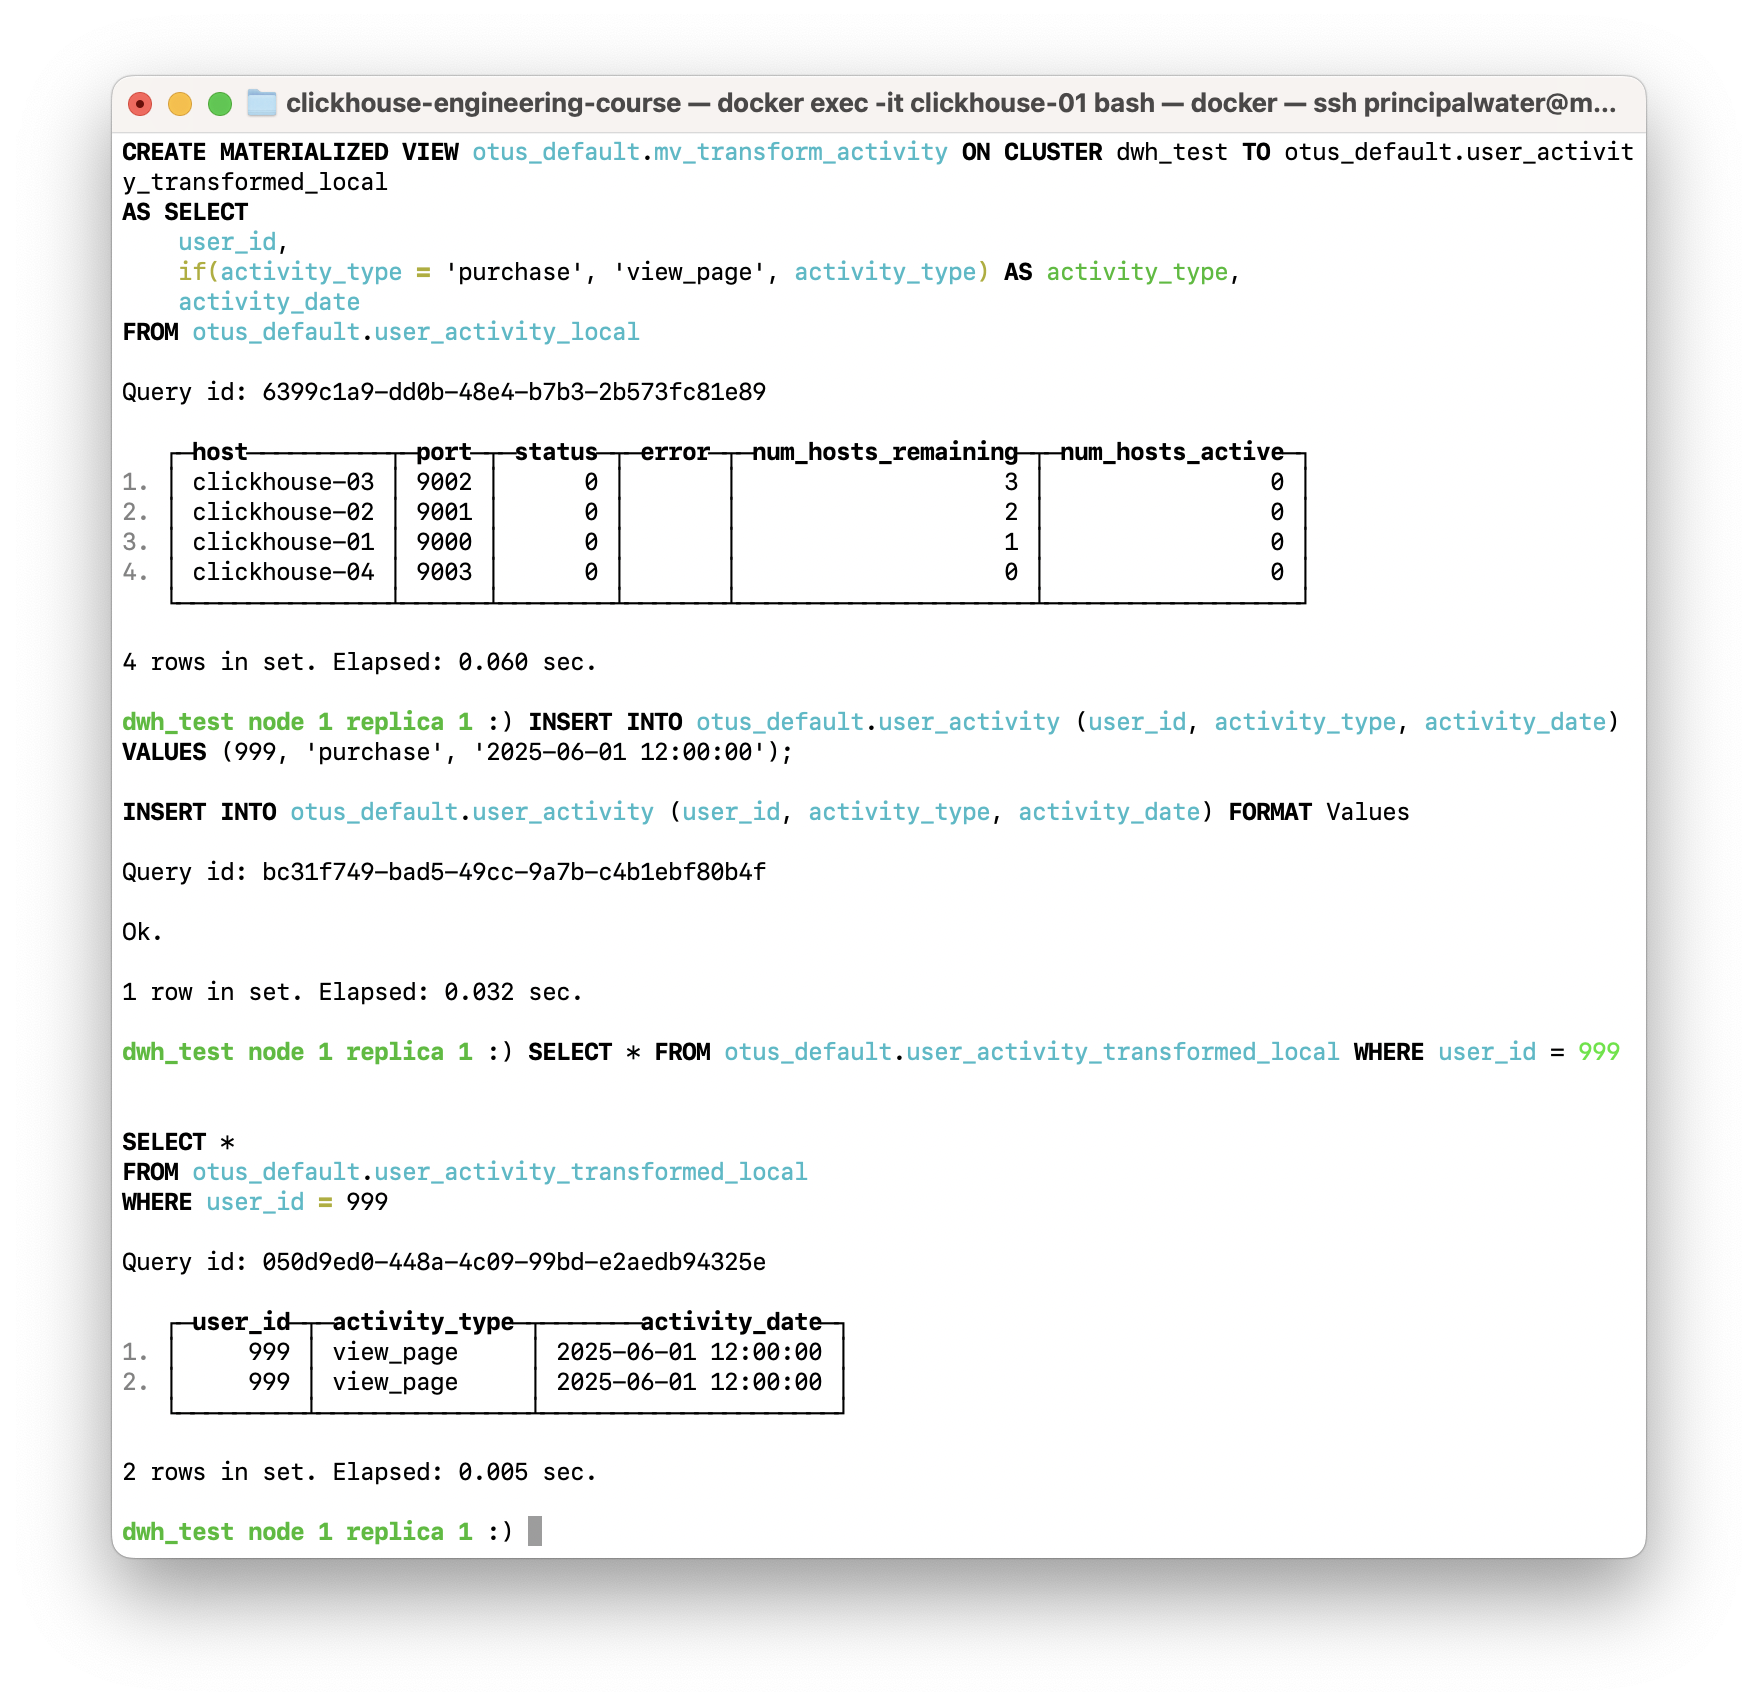 clickhouse-engineering-course — docker exec -it clickhouse-01 bash — docker — ssh principalwater@m...
CREATE MATERIALIZED VIEW otus_default.mv_transform_activity ON CLUSTER dwh_test TO otus_default.user_activit
y_transformed_local
AS SELECT
    user_id,
    if(activity_type = 'purchase', 'view_page', activity_type) AS activity_type,
    activity_date
FROM otus_default.user_activity_local
Query id: 6399c1a9-dd0b-48e4-b7b3-2b573fc81e89
host port status error num_hosts_remaining num_hosts_active
1. clickhouse-03 9002 0 3 0
2. clickhouse-02 9001 0 2 0
3. clickhouse-01 9000 0 1 0
4. clickhouse-04 9003 0 0 0
4 rows in set. Elapsed: 0.060 sec.
dwh_test node 1 replica 1 :) INSERT INTO otus_default.user_activity (user_id, activity_type, activity_date)
VALUES (999, 'purchase', '2025-06-01 12:00:00');
INSERT INTO otus_default.user_activity (user_id, activity_type, activity_date) FORMAT Values
Query id: bc31f749-bad5-49cc-9a7b-c4b1ebf80b4f
Ok.
1 row in set. Elapsed: 0.032 sec.
dwh_test node 1 replica 1 :) SELECT * FROM otus_default.user_activity_transformed_local WHERE user_id = 999
SELECT *
FROM otus_default.user_activity_transformed_local
WHERE user_id = 999
Query id: 050d9ed0-448a-4c09-99bd-e2aedb94325e
user_id activity_type activity_date
1. 999 view_page 2025-06-01 12:00:00
2. 999 view_page 2025-06-01 12:00:00
2 rows in set. Elapsed: 0.005 sec.
dwh_test node 1 replica 1 :)